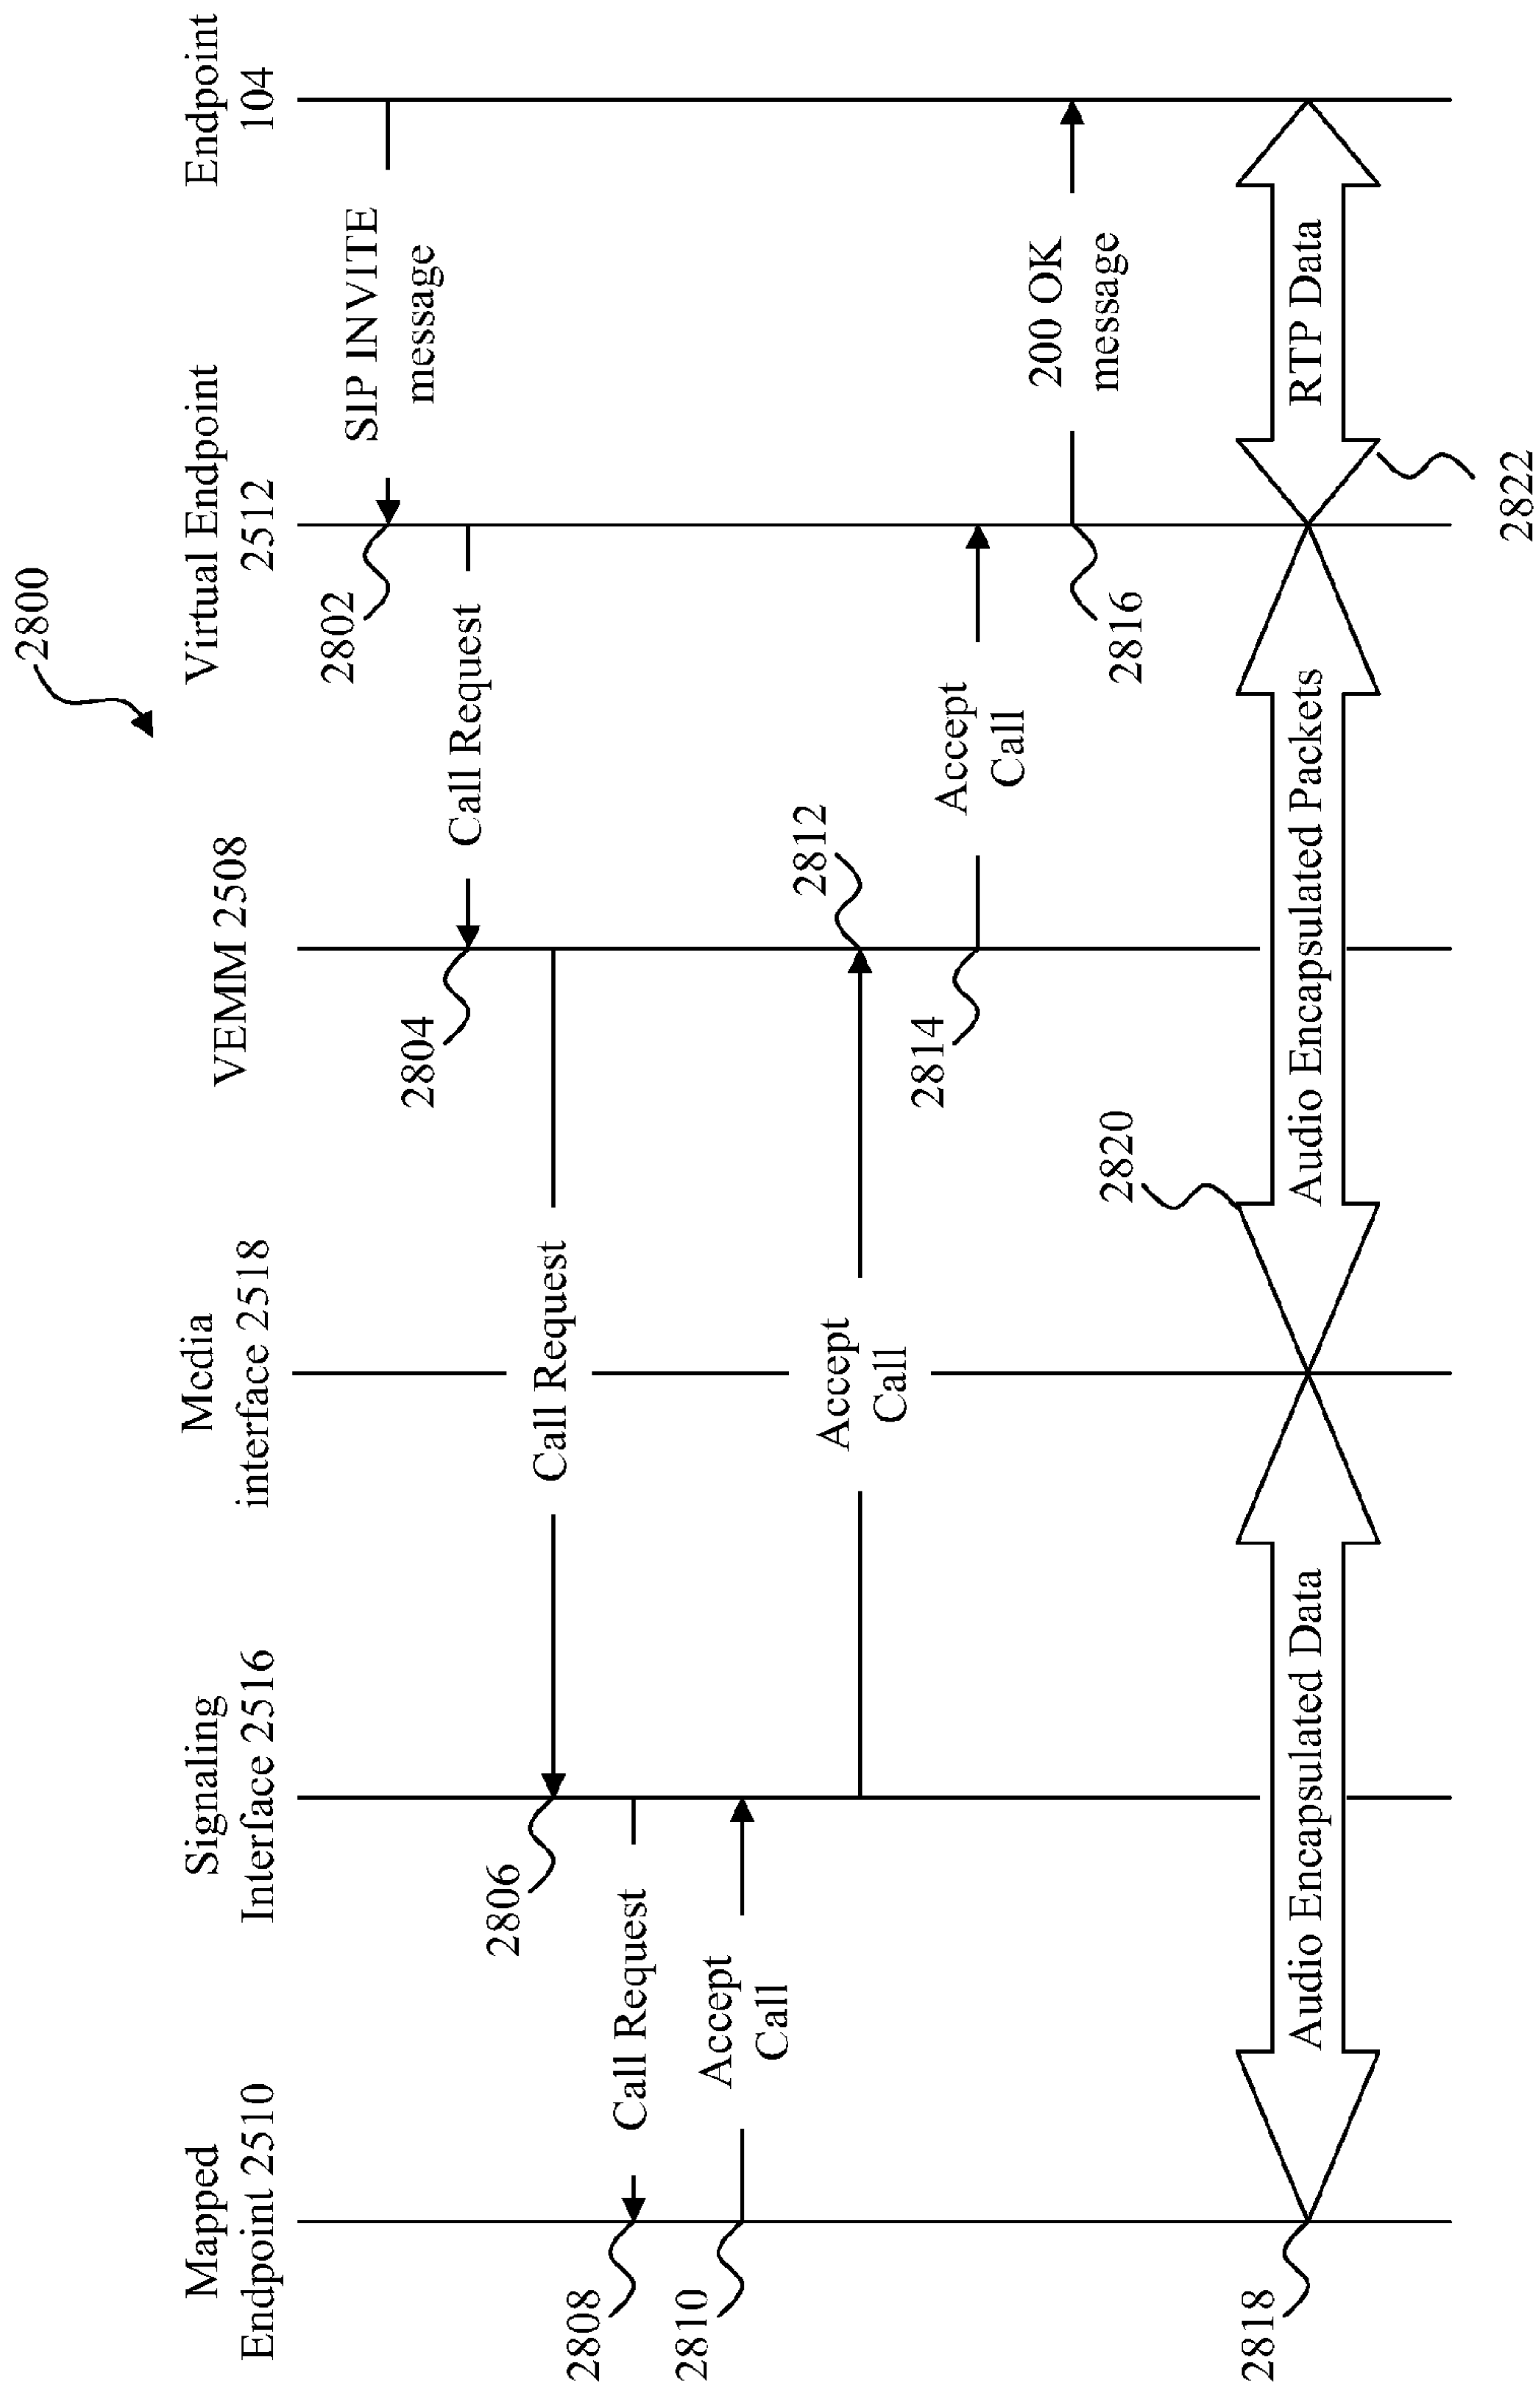 2800
Mapped
Endpoint 2510
Signaling
Interface 2516
Media
interface 2518
VEMM 2508
Virtual Endpoint
2512
Endpoint
104
2802
SIP INVITE
message
2804
Call Request
2806
Call Request
2808
Call Request
2810
Accept
Call
Accept
Call
2812
2814
Accept
Call
2816
200 OK
message
2818
Audio Encapsulated Data
2820
Audio Encapsulated Packets
RTP Data
2822